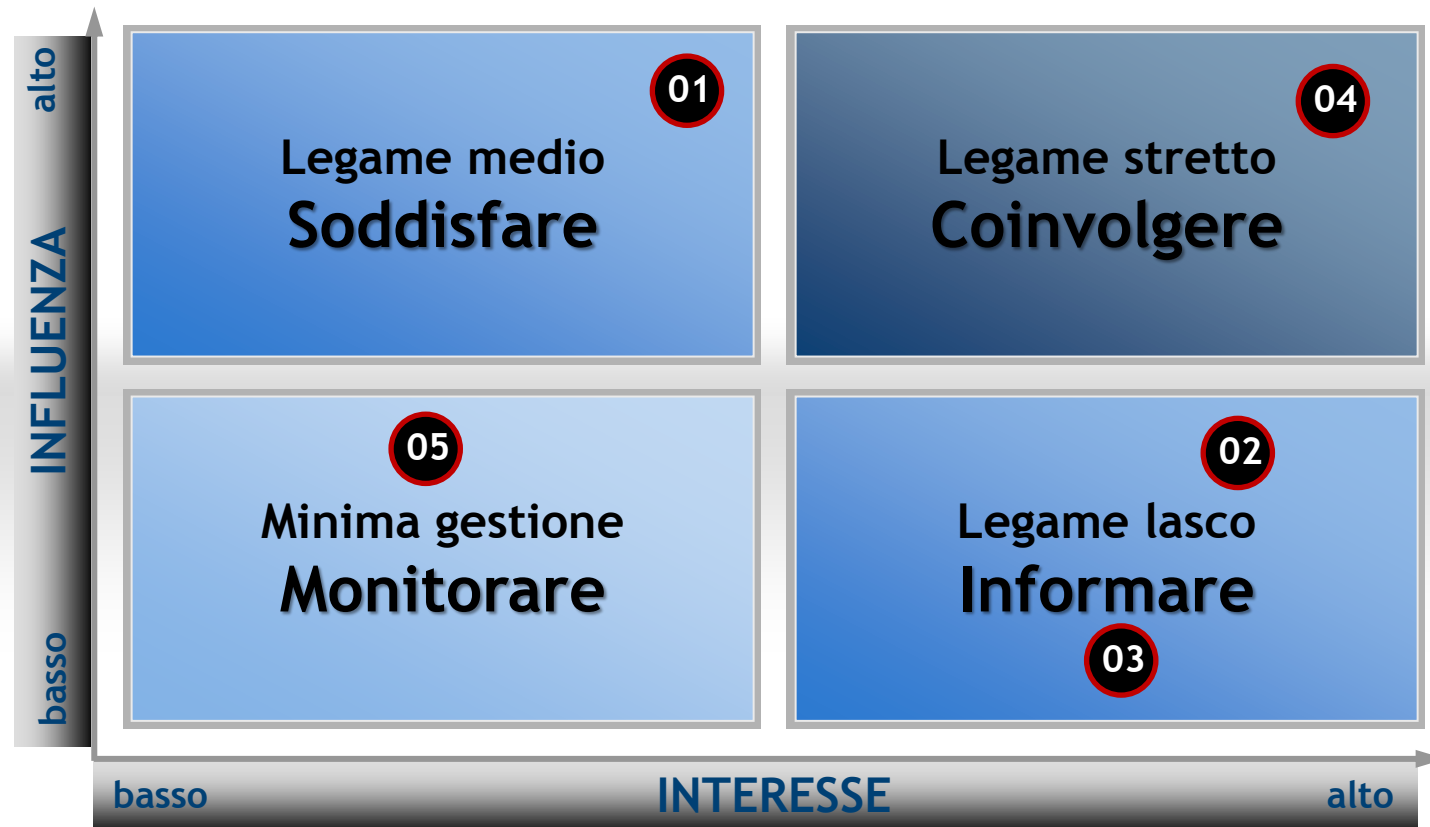 alto
INFLUENZA
basso
01
Legame medio
Soddisfare
04
Legame stretto
Coinvolgere
05
Minima gestione
Monitorare
02
Legame lasco
Informare
03
basso
INTERESSE
alto